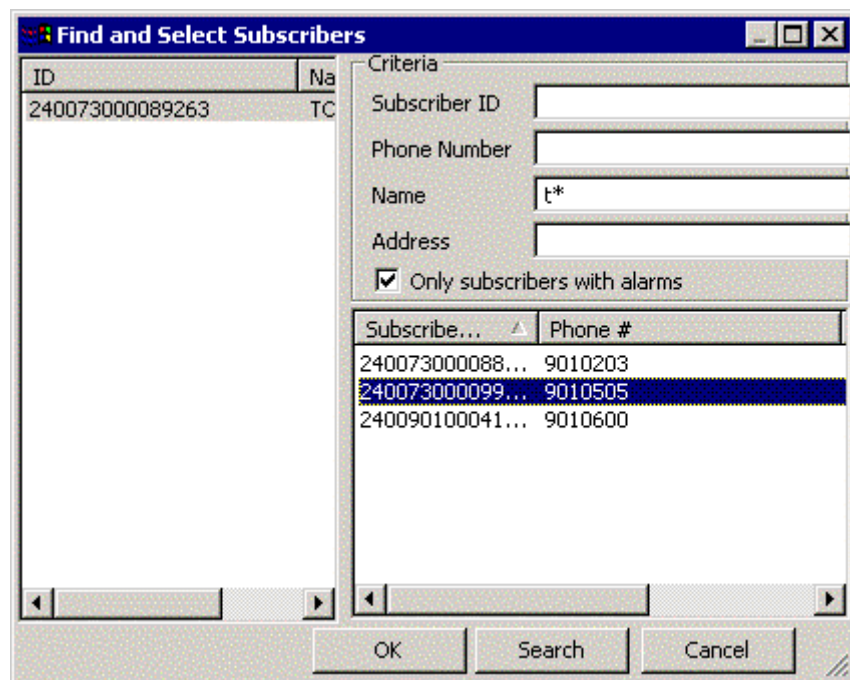 Find and Select Subscribers
ID Na
240073000089263 TC
Criteria
Subscriber ID
Phone Number
Name t*
Address
Only subscribers with alarms
Subscribe... Phone #
240073000088... 9010203
240073000099... 9010505
240090100041... 9010600
OK Search Cancel